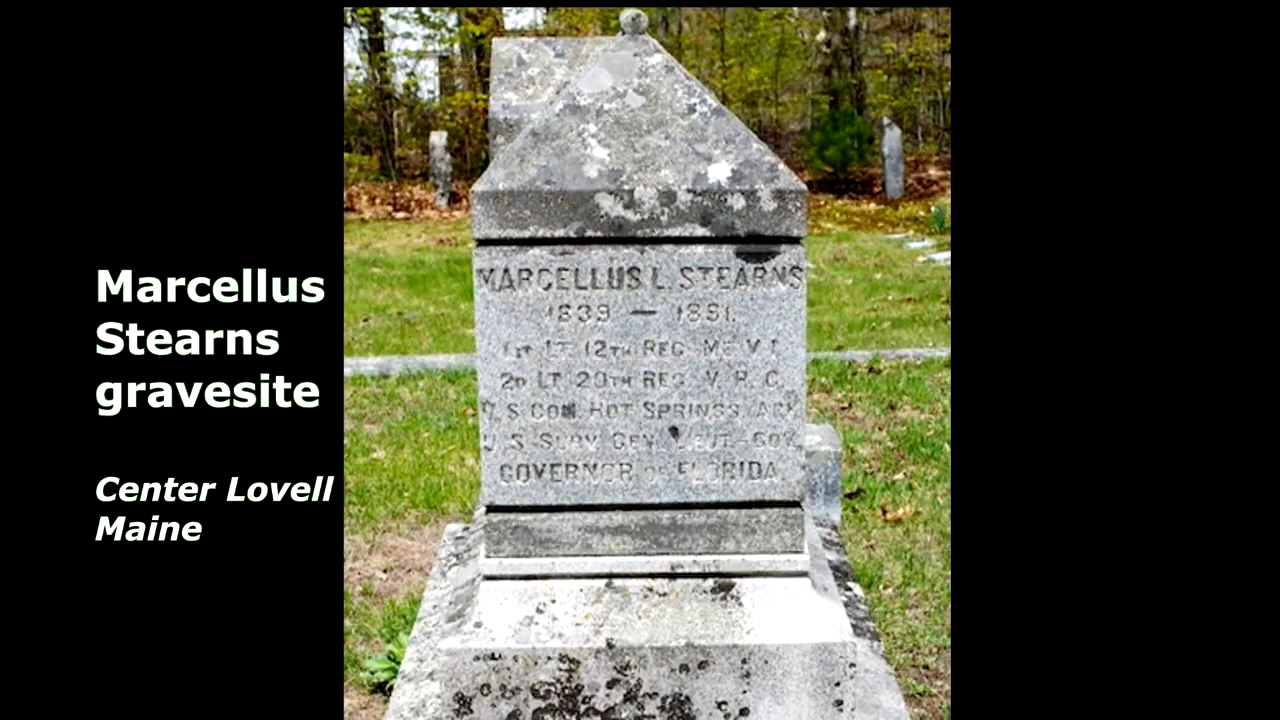 Marcellus
Stearns
gravesite
Center Lovell
Maine
MARCELLUS L. STEARNS
1839 — 1891.
1ST LT 12TH REG. ME. V. I.
2D LT 20TH REG. V. R. C.
U S COM. HOT SPRINGS, ARK.
U S SURV. GEN. LIEUT-GOV.
GOVERNOR OF FLORIDA